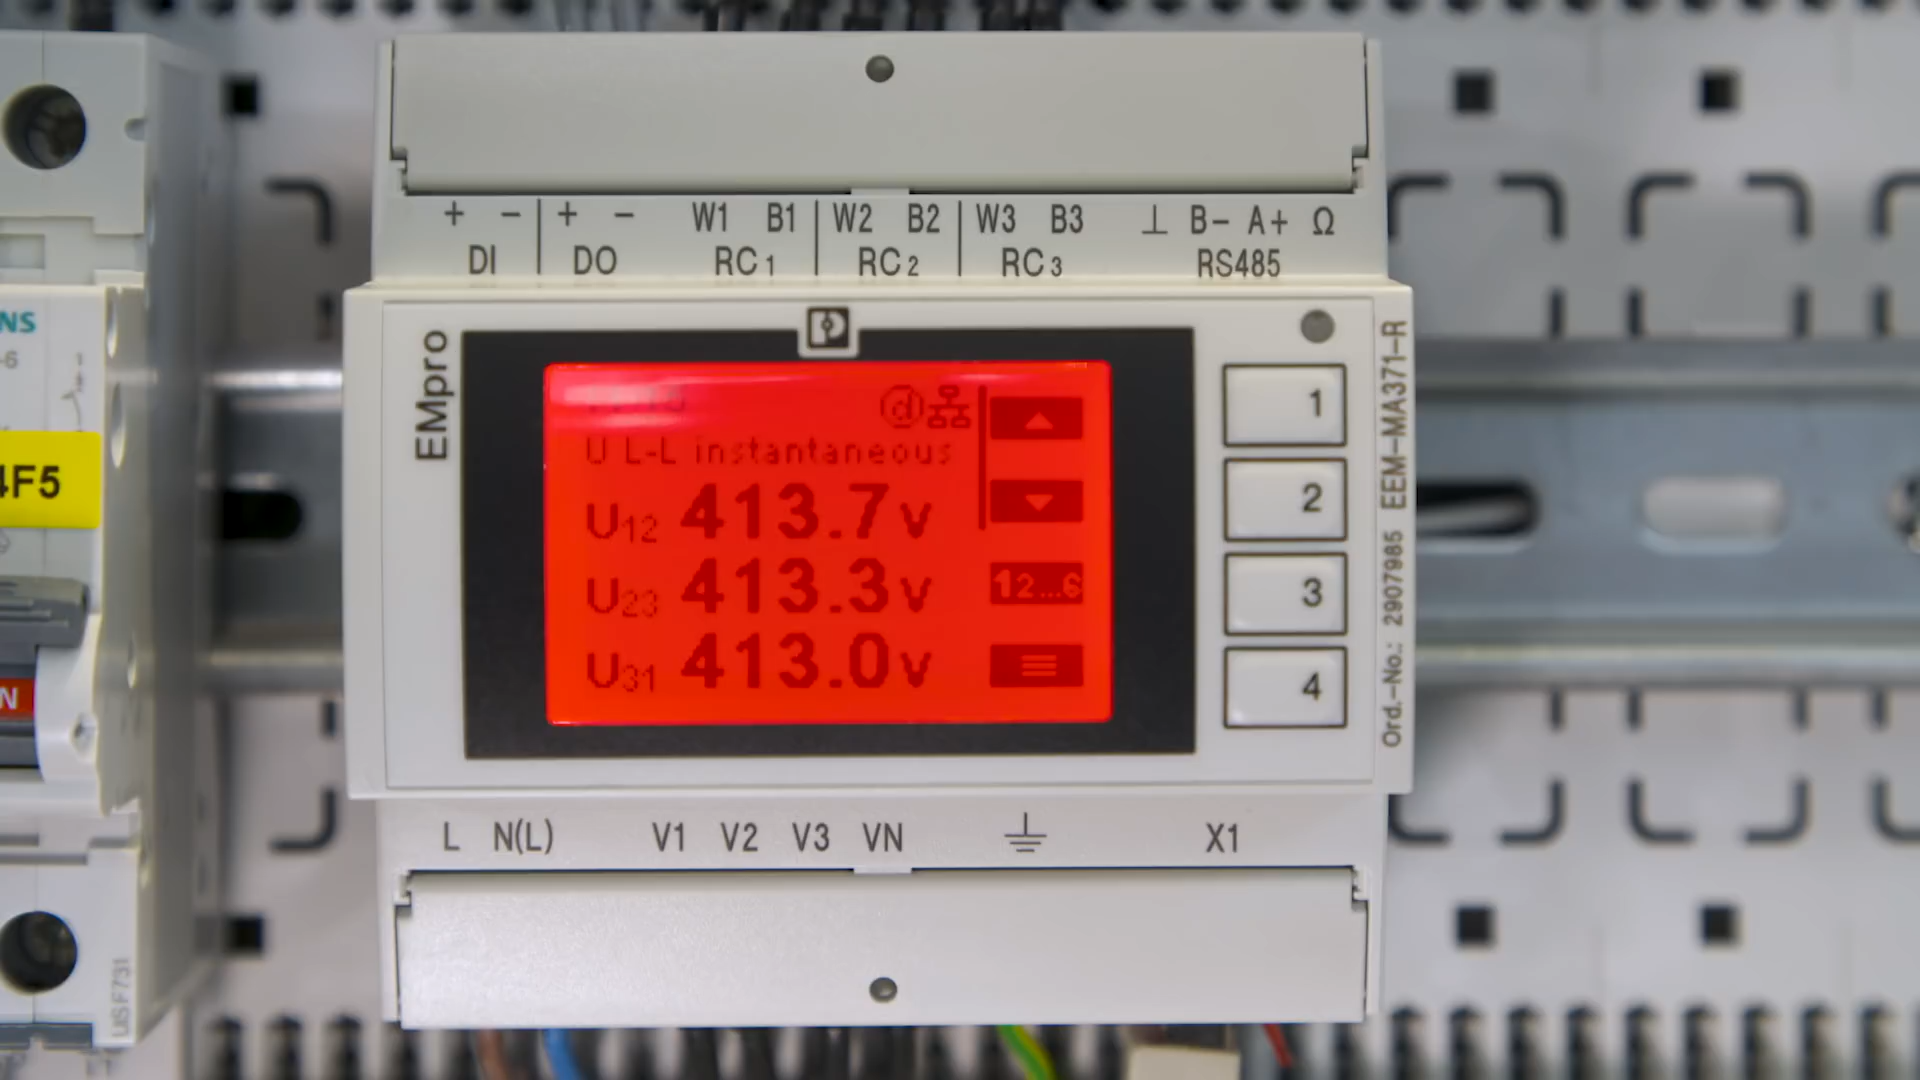 + − + − W1 B1 W2 B2 W3 B3 ⊥ B− A+ Ω
DI DO RC1 RC2 RC3 RS485
NS
-6
4F5
N
EMpro
U L-L instantaneous
U12 413.7 V
U23 413.3 V
U31 413.0 V
12...6
1
2
3
4
Ord.-No.: 2907985 EEM-MA371-R
L N(L) V1 V2 V3 VN X1